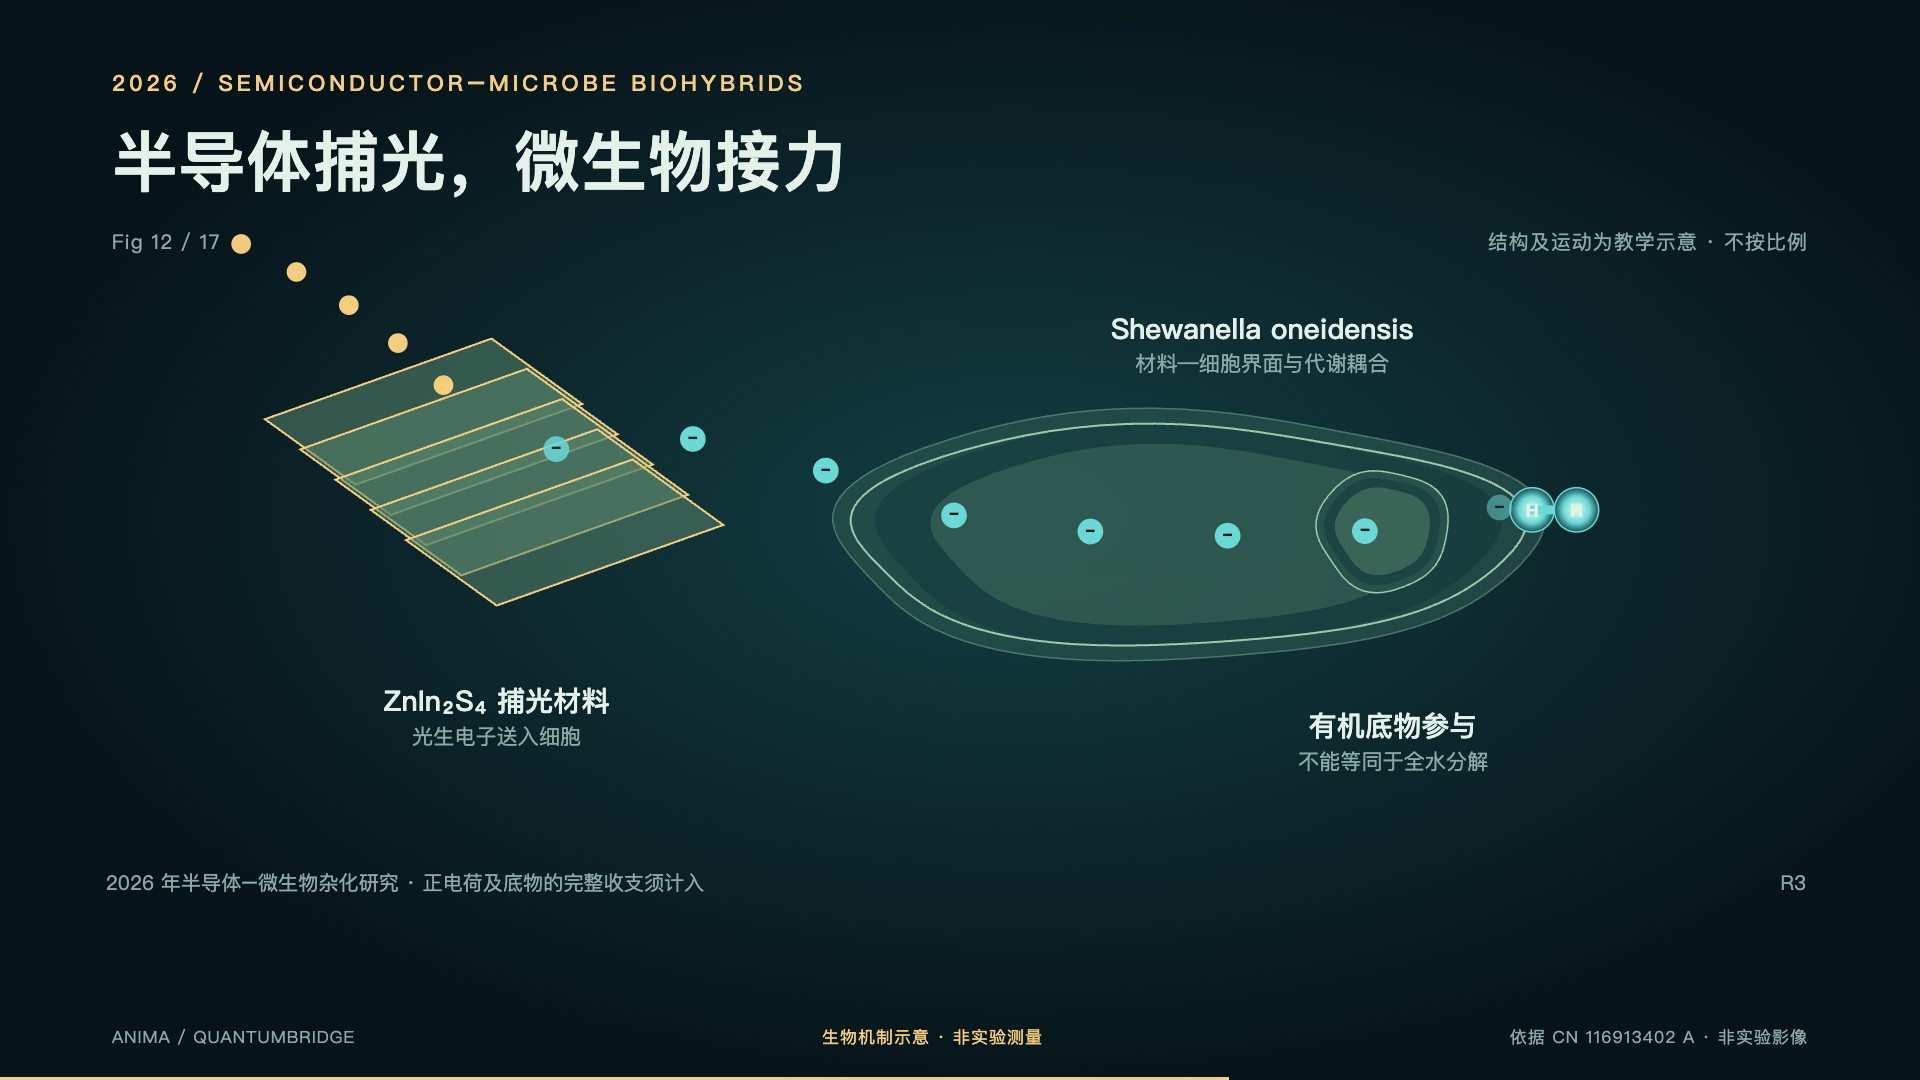 2026 / SEMICONDUCTOR—MICROBE BIOHYBRIDS
半导体捕光，微生物接力
Fig 12 / 17
结构及运动为教学示意 · 不按比例
Shewanella oneidensis
材料—细胞界面与代谢耦合
ZnIn₂S₄ 捕光材料
光生电子送入细胞
有机底物参与
不能等同于全水分解
2026 年半导体—微生物杂化研究 · 正电荷及底物的完整收支须计入
R3
ANIMA / QUANTUMBRIDGE
生物机制示意 · 非实验测量
依据 CN 116913402 A · 非实验影像